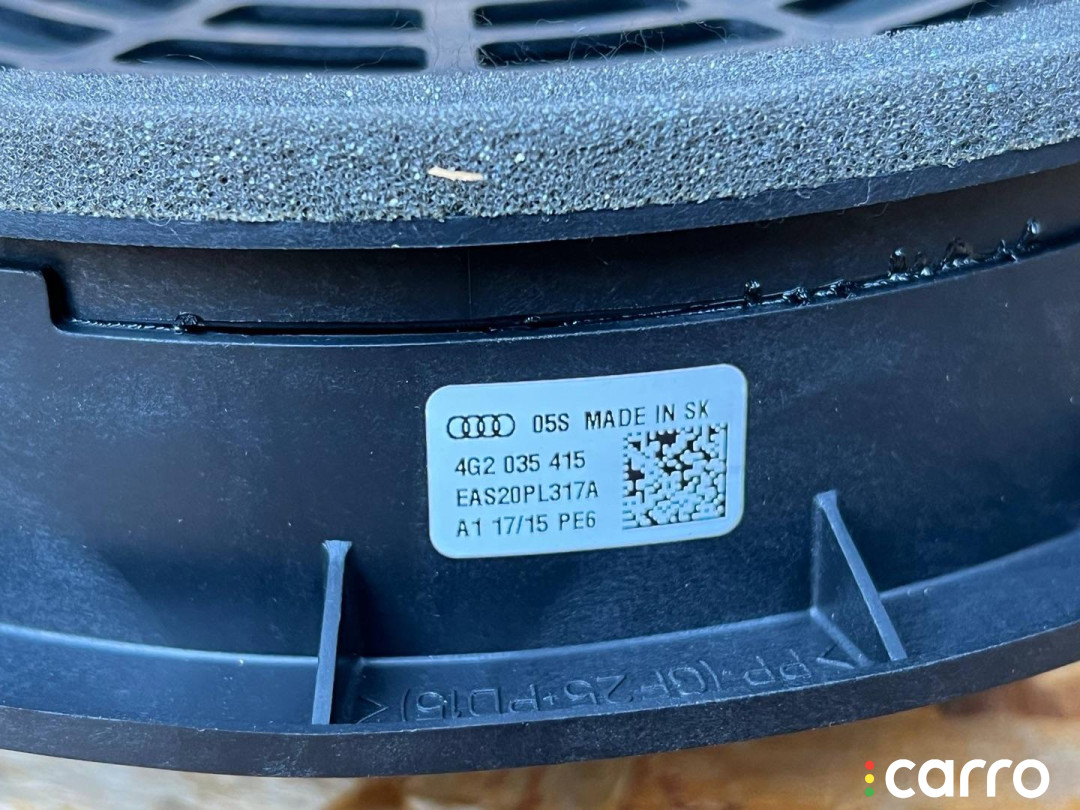 05S MADE IN SK
4G2 035 415
EAS20PL317A
A1 17/15 PE6
>PP-(GF25+PD15)<
carro